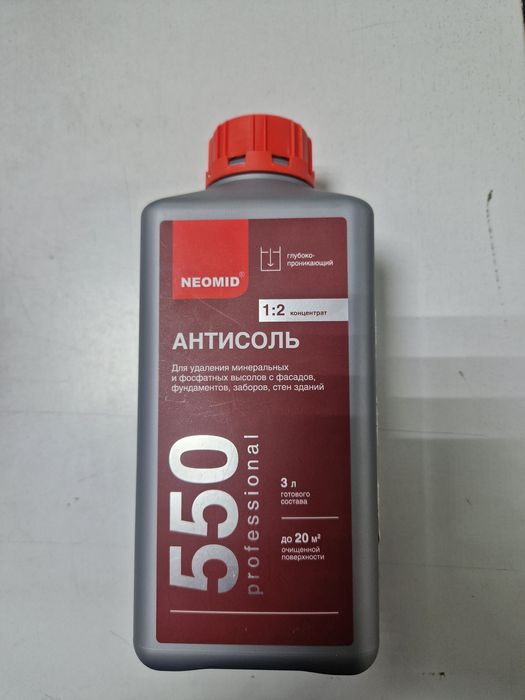 NEOMID®
глубоко-
проникающий
1:2 концентрат
АНТИСОЛЬ
Для удаления минеральных
и фосфатных высолов с фасадов,
фундаментов, заборов, стен зданий
550
professional
3 л
готового
состава
до 20 м²
очищенной
поверхности